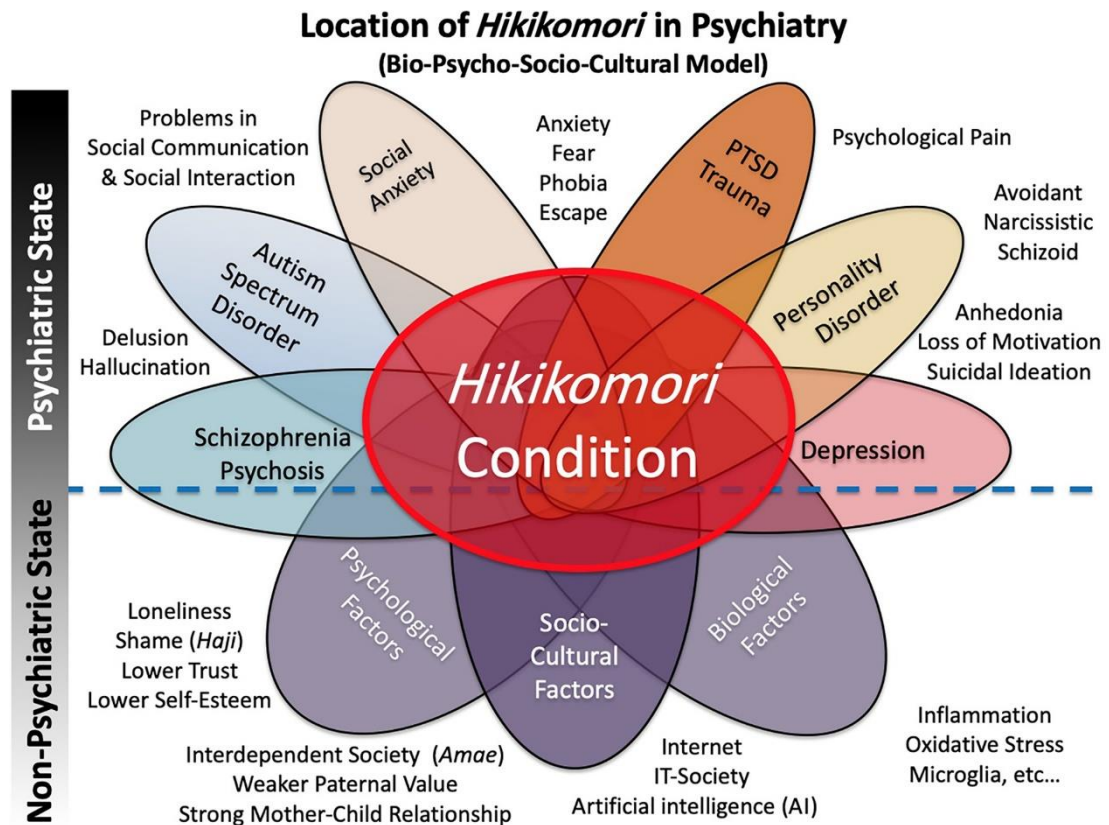 Location of Hikikomori in Psychiatry
(Bio-Psycho-Socio-Cultural Model)
Psychiatric State
Non-Psychiatric State
Problems in
Social Communication
& Social Interaction
Social
Anxiety
Anxiety
Fear
Phobia
Escape
PTSD
Trauma
Psychological Pain
Avoidant
Narcissistic
Schizoid
Autism
Spectrum
Disorder
Personality
Disorder
Delusion
Hallucination
Anhedonia
Loss of Motivation
Suicidal Ideation
Hikikomori
Condition
Schizophrenia
Psychosis
Depression
Psychological
Factors
Socio-
Cultural
Factors
Biological
Factors
Loneliness
Shame (Haji)
Lower Trust
Lower Self-Esteem
Interdependent Society (Amae)
Weaker Paternal Value
Strong Mother-Child Relationship
Internet
IT-Society
Artificial intelligence (AI)
Inflammation
Oxidative Stress
Microglia, etc...